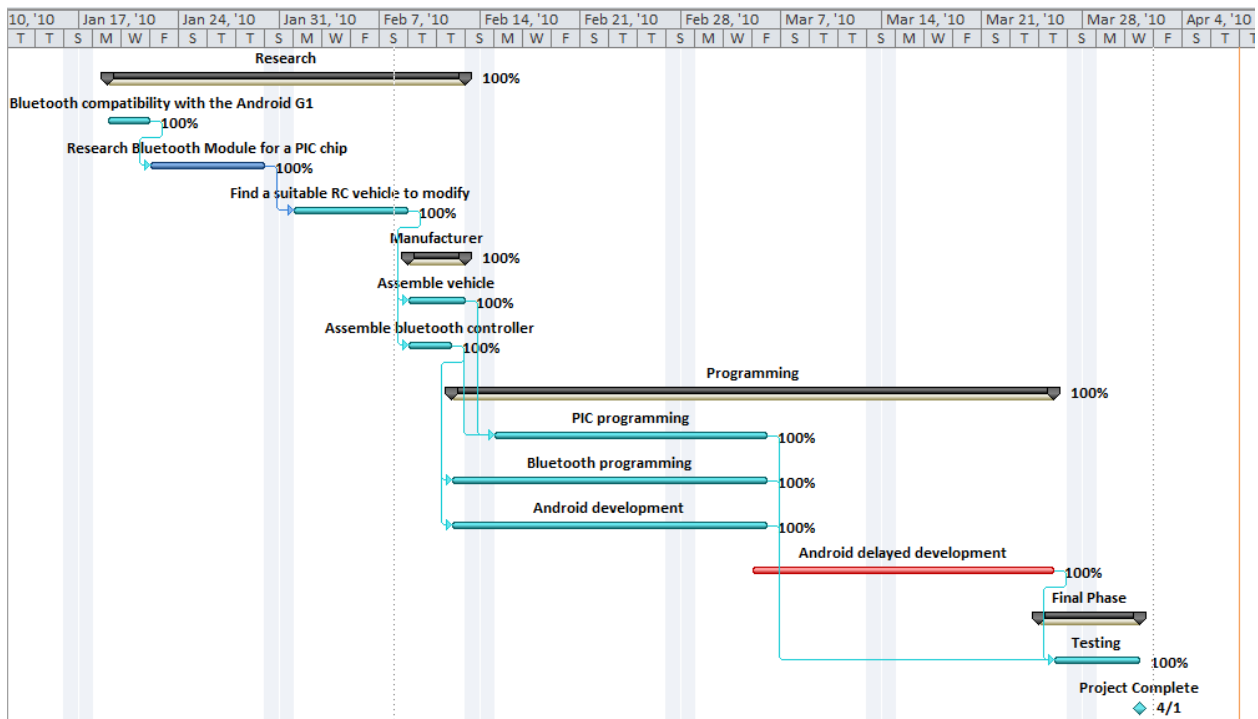 10, '10 Jan 17, '10 Jan 24, '10 Jan 31, '10 Feb 7, '10 Feb 14, '10 Feb 21, '10 Feb 28, '10 Mar 7, '10 Mar 14, '10 Mar 21, '10 Mar 28, '10 Apr 4, '10
T T S M W F S T T S M W F S T T S M W F S T T S M W F S T T S M W F S T T S M W F S T
Research
100%
Bluetooth compatibility with the Android G1
100%
Research Bluetooth Module for a PIC chip
100%
Find a suitable RC vehicle to modify
100%
Manufacturer
100%
Assemble vehicle
100%
Assemble bluetooth controller
100%
Programming
100%
PIC programming
100%
Bluetooth programming
100%
Android development
100%
Android delayed development
100%
Final Phase
Testing
100%
Project Complete
4/1